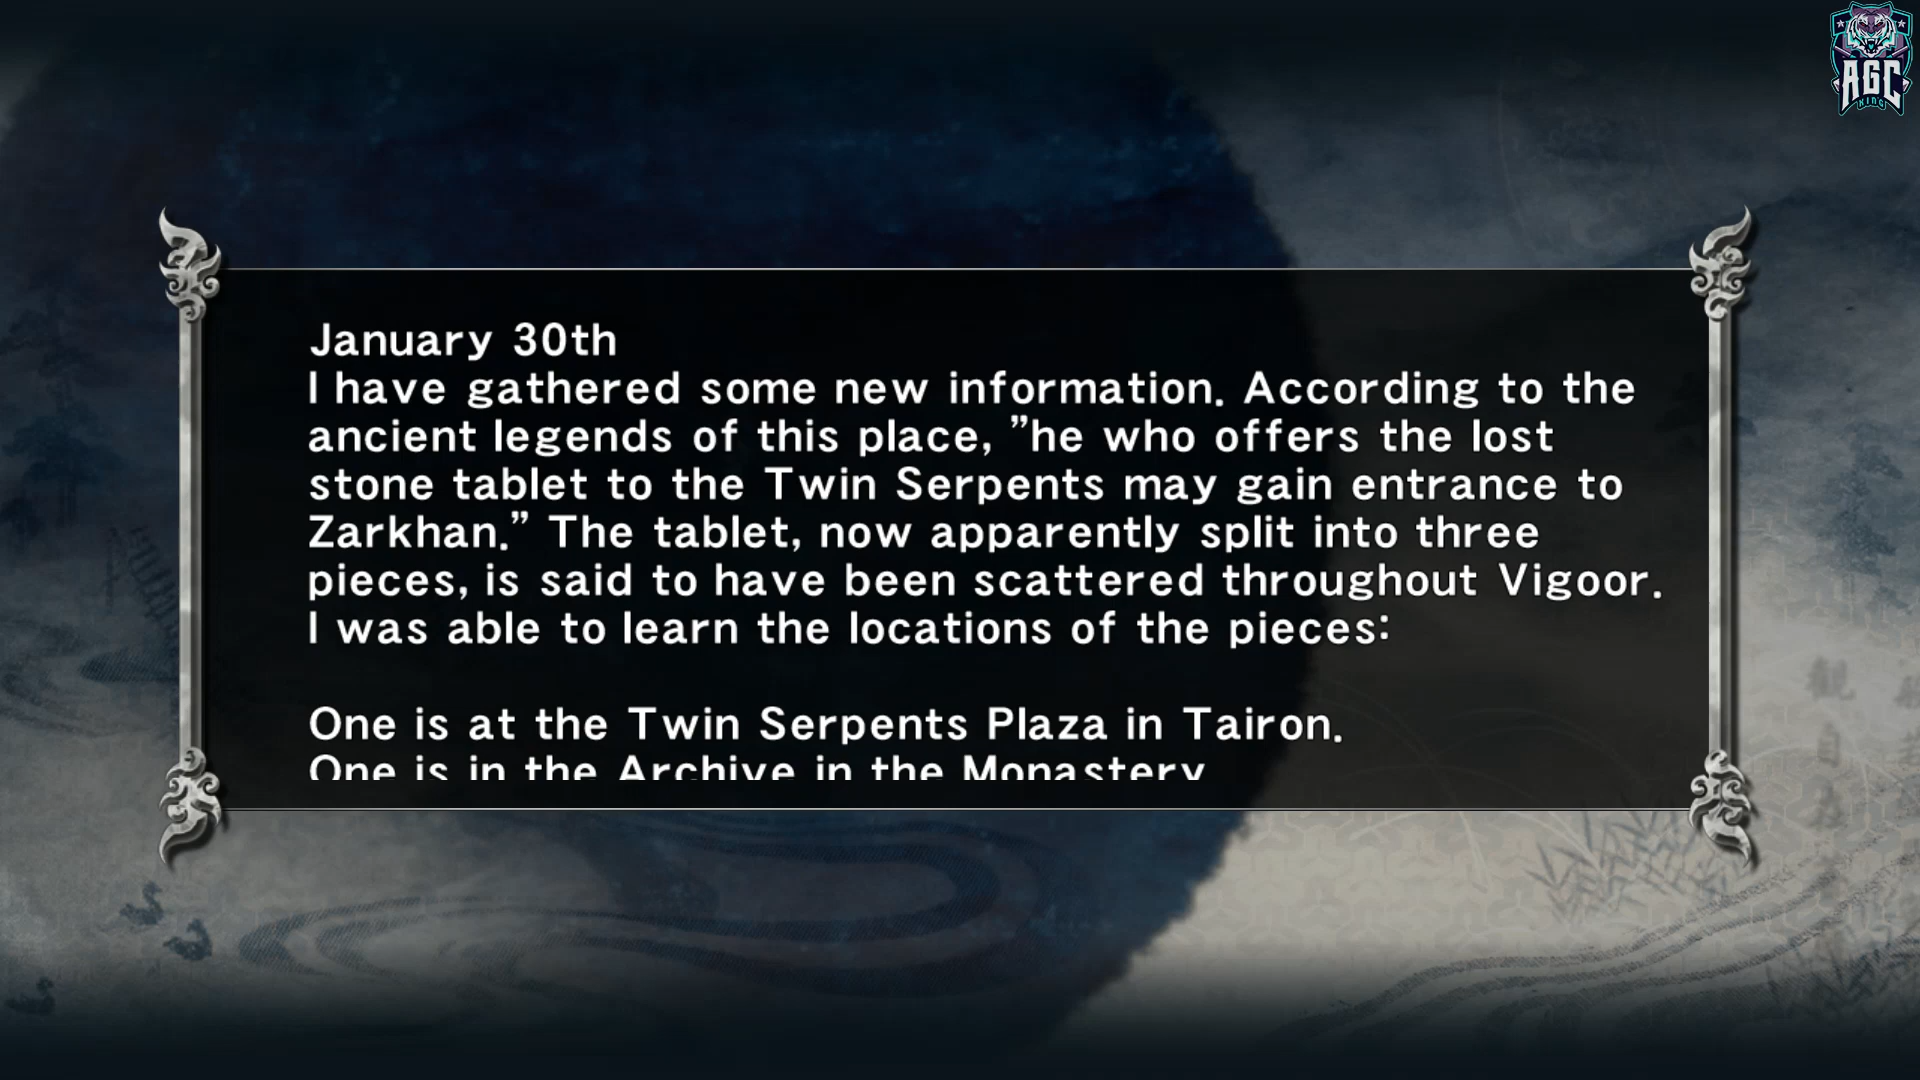 AGC
KING
January 30th
I have gathered some new information. According to the
ancient legends of this place, ”he who offers the lost
stone tablet to the Twin Serpents may gain entrance to
Zarkhan.” The tablet, now apparently split into three
pieces, is said to have been scattered throughout Vigoor.
I was able to learn the locations of the pieces:
One is at the Twin Serpents Plaza in Tairon.
One is in the Archive in the Monastery